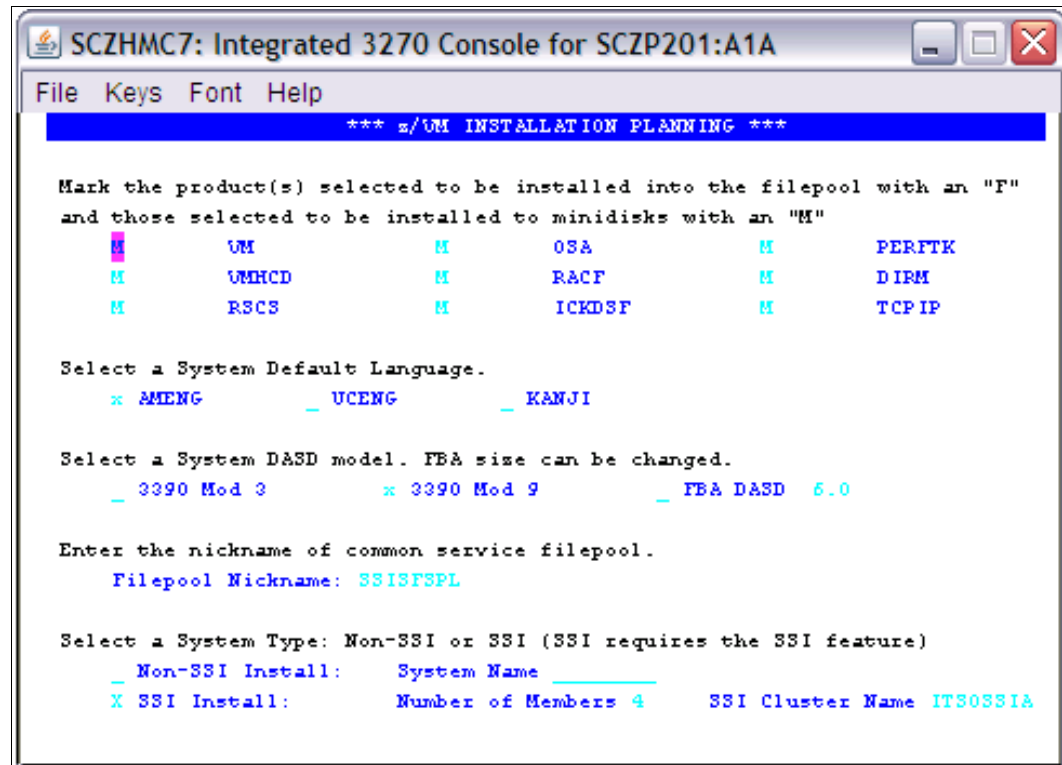 SCZHMC7: Integrated 3270 Console for SCZP201:A1A
File Keys Font Help
*** z/VM INSTALLATION PLANNING ***
Mark the product(s) selected to be installed into the filepool with an "F"
and those selected to be installed to minidisks with an "M"
M VM M OSA M PERFTK
M VMHCD M RACF M DIRM
M RSCS M ICKDSF M TCPIP
Select a System Default Language.
x AMENG _ UCENG _ KANJI
Select a System DASD model. FBA size can be changed.
_ 3390 Mod 3 x 3390 Mod 9 _ FBA DASD 6.0
Enter the nickname of common service filepool.
Filepool Nickname: SSISFSPL
Select a System Type: Non-SSI or SSI (SSI requires the SSI feature)
_ Non-SSI Install: System Name ________
X SSI Install: Number of Members 4 SSI Cluster Name ITSOSSIA